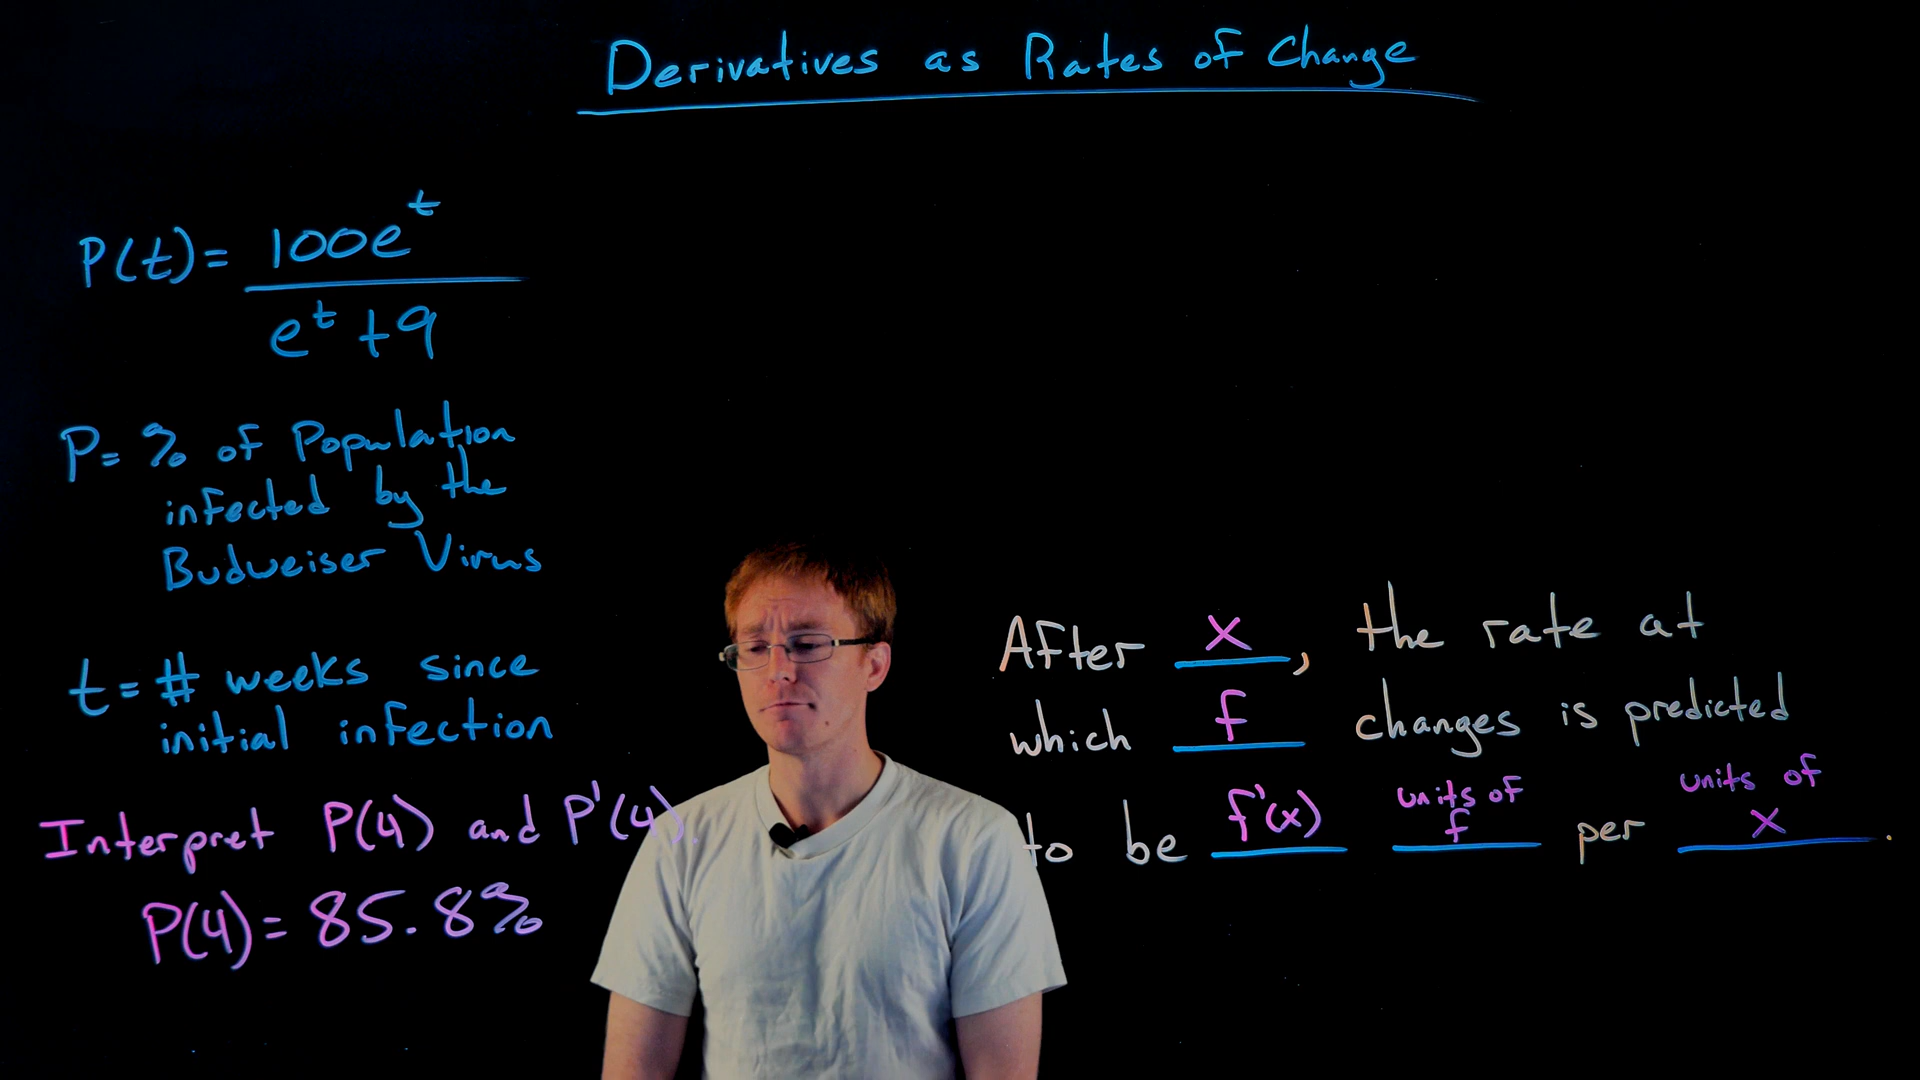 Derivatives as Rates of Change
P(t) = 100e^t
e^t + 9
P = % of Population
infected by the
Budweiser Virus
t = # weeks since
initial infection
Interpret P(4) and P'(4).
P(4) = 85.8%
After x, the rate at
which f changes is predicted
to be f'(x) units of f per units of x.